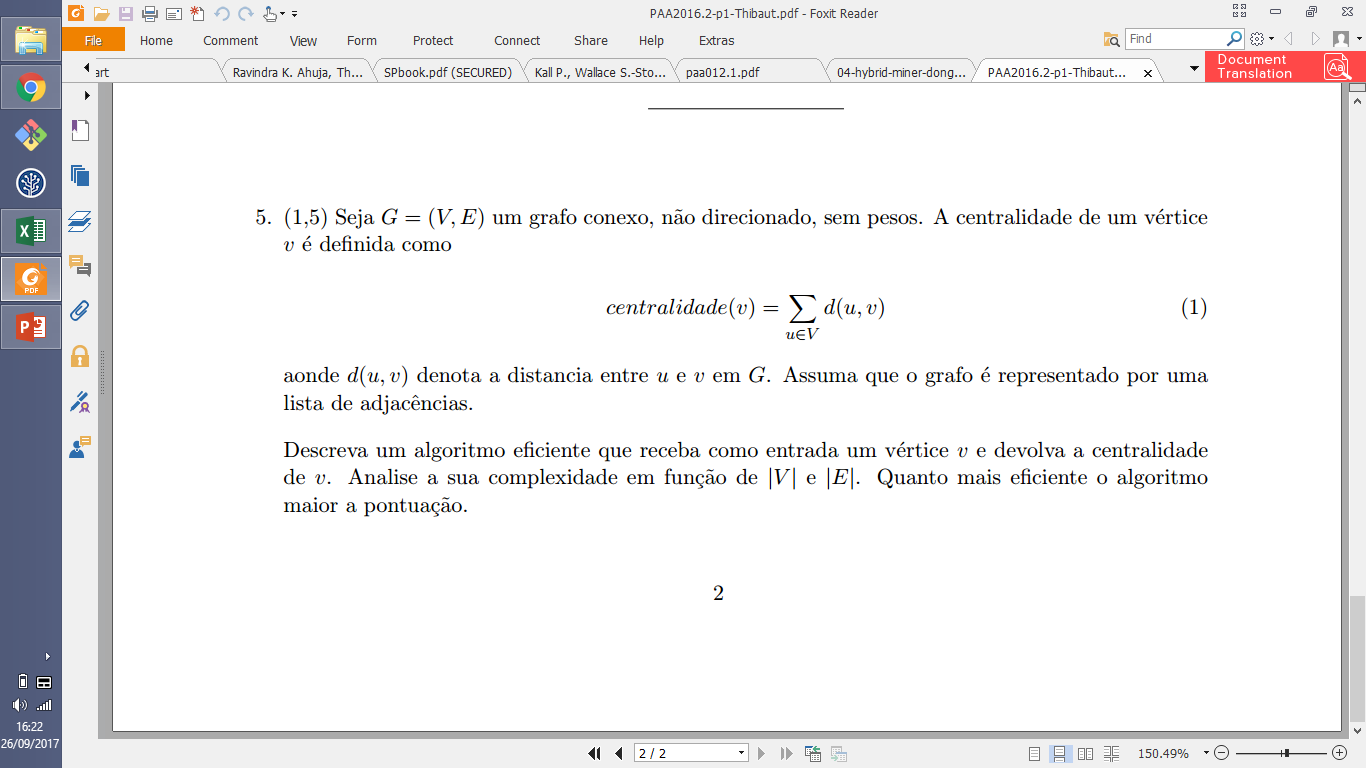 PAA2016.2-p1-Thibaut.pdf - Foxit Reader
File Home Comment View Form Protect Connect Share Help Extras
Find
art Ravindra K. Ahuja, Th... SPbook.pdf (SECURED) Kall P., Wallace S.-Sto... paa012.1.pdf 04-hybrid-miner-dong... PAA2016.2-p1-Thibaut...
Document
Translation
5. (1,5) Seja G = (V, E) um grafo conexo, não direcionado, sem pesos. A centralidade de um vértice
v é definida como
centralidade(v) = ∑ d(u, v) (1)
u∈V
aonde d(u, v) denota a distancia entre u e v em G. Assuma que o grafo é representado por uma
lista de adjacências.
Descreva um algoritmo eficiente que receba como entrada um vértice v e devolva a centralidade
de v. Analise a sua complexidade em função de |V| e |E|. Quanto mais eficiente o algoritmo
maior a pontuação.
2
PDF
16:22
26/09/2017
2 / 2
150.49%